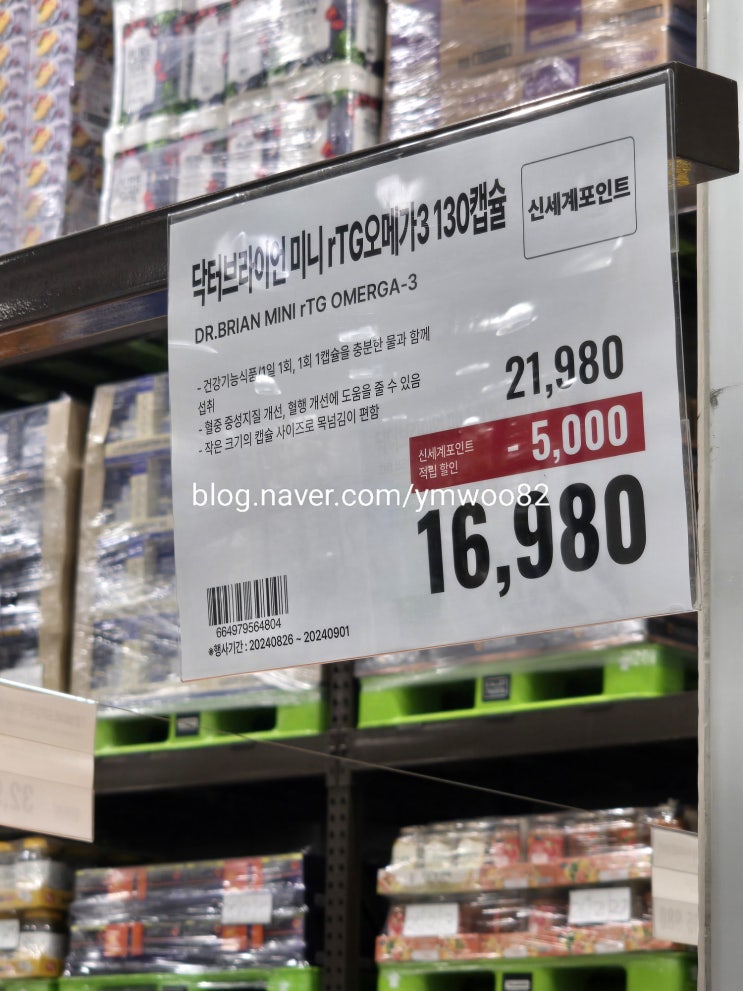 닥터브라이언 미니 rTG오메가3 130캡슐
신세계포인트
DR.BRIAN MINI rTG OMERGA-3
- 건강기능식품/1일 1회, 1회 1캡슐을 충분한 물과 함께
섭취
- 혈중 중성지질 개선, 혈행 개선에 도움을 줄 수 있음
- 작은 크기의 캡슐 사이즈로 목넘김이 편함
21,980
신세계포인트
적립 할인
- 5,000
16,980
blog.naver.com/ymwoo82
664979564804
※행사기간 : 20240826 ~ 20240901